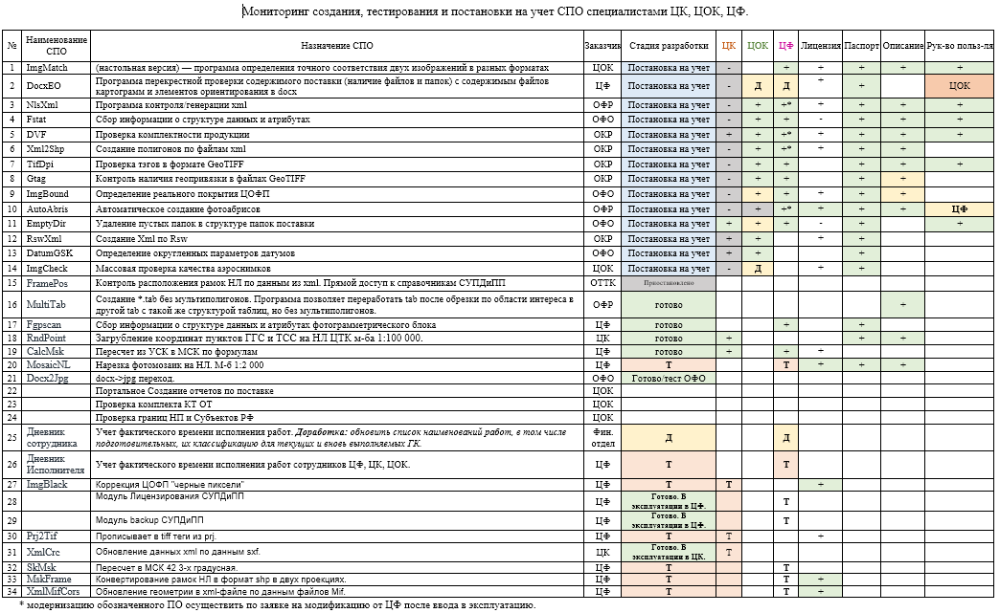 Мониторинг создания, тестирования и постановки на учет СПО специалистами ЦК, ЦОК, ЦФ.
№ Наименование СПО Назначение СПО Заказчик Стадия разработки ЦК ЦОК ЦФ Лицензия Паспорт Описание Рук-во польз-ля
1 ImgMatch (настольная версия) — программа определения точного соответствия двух изображений в разных форматах ЦОК Постановка на учет - + + + + +
2 DocxEO Программа перекрестной проверки содержимого поставки (наличие файлов и папок) с содержимым файлов
картограмм и элементов ориентирования в docx ЦФ Постановка на учет - Д Д + + ЦОК
3 NlsXml Программа контроля/генерации xml ОФР Постановка на учет - + +* + + + +
4 Fstat Сбор информации о структуре данных и атрибутах ОФО Постановка на учет - + + - + + +
5 DVF Проверка комплектности продукции ОКР Постановка на учет - + +* + + + +
6 Xml2Shp Создание полигонов по файлам xml ОКР Постановка на учет - + +* + + +
7 TifDpi Проверка тэгов в формате GeoTIFF ОКР Постановка на учет - + + + + +
8 Gtag Контроль наличия геопривязки в файлах GeoTIFF ОКР Постановка на учет - + + + +
9 ImgBound Определение реального покрытия ЦОФП ОФО Постановка на учет - + + + + +
10 AutoAbris Автоматическое создание фотоабрисов ОФР Постановка на учет - + +* + + + ЦФ
11 EmptyDir Удаление пустых папок в структуре папок поставки ОФО Постановка на учет + + + - + +
12 RswXml Создание Xml по Rsw ОКР Постановка на учет + + + +
13 DatumGSK Определение округленных параметров датумов ОФО Постановка на учет + + +
14 ImgCheck Массовая проверка качества аэроснимков ЦОК Постановка на учет - Д + +
15 FramePos Контроль расположения рамок НЛ по данным из xml. Прямой доступ к справочникам СУПДиПП ОТТК Приостановлено
16 MultiTab Создание *.tab без мультиполигонов. Программа позволяет переработать tab после обрезки по области интереса в
другой tab с такой же структурой таблиц, но без мультиполигонов. ОФР готово +
17 Fgpscan Сбор информации о структуре данных и атрибутах фотограмметрического блока ЦФ готово + +
18 RndPoint Загрубление координат пунктов ГГС и ТСС на НЛ ЦТК м-ба 1:100 000. ЦК готово + + +
19 CalcMsk Пересчет из УСК в МСК по формулам ЦФ готово + + +
20 MosaicNL Нарезка фотомозаик на НЛ. М-б 1:2 000 ЦФ Т Т + + +
21 Docx2Jpg docx->jpg переход. ОФО Готово/тест ОФО
22 Портальное Создание отчетов по поставке ЦОК
23 Проверка комплекта КТ ОТ ЦОК
24 Проверка границ НП и Субъектов РФ ЦОК
25 Дневник сотрудника Учет фактического времени исполнения работ. Доработка: обновить список наименований работ, в том числе
подготовительных, их классификацию для текущих и вновь выполняемых ГК. Фин. отдел Д Д
26 Дневник Исполнителя Учет фактического времени исполнения работ сотрудников ЦФ, ЦК, ЦОК. ЦФ Т Т
27 ImgBlack Коррекция ЦОФП "черные пиксели" ЦФ Т Т +
28 Модуль Лицензирования СУПДиПП ЦФ Готово. В эксплуатации в ЦФ. Т
29 Модуль backup СУПДиПП ЦФ Готово. В эксплуатации в ЦФ. Т
30 Prj2Tif Прописывает в tiff теги из prj. ЦФ Т Т +
31 XmlCre Обновление данных xml по данным sxf. ЦК Готово. В эксплуатации в ЦК. Т
32 SkMsk Пересчет в МСК 42 3-х градусная. ЦФ Т Т
33 MskFrame Конвертирование рамок НЛ в формат shp в двух проекциях. ЦФ Т Т +
34 XmlMifCors Обновление геометрии в xml-файле по данным файлов Mif. ЦФ Т Т +
* модернизацию обозначенного ПО осуществить по заявке на модификацию от ЦФ после ввода в эксплуатацию.